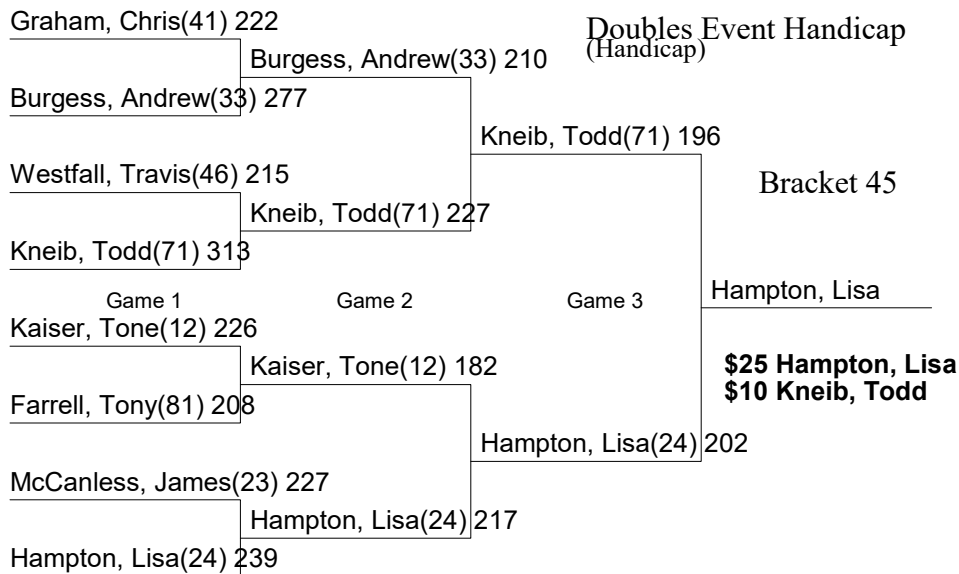 Graham, Chris(41) 222
Doubles Event Handicap
(Handicap)
Burgess, Andrew(33) 210
Burgess, Andrew(33) 277
Kneib, Todd(71) 196
Westfall, Travis(46) 215
Bracket 45
Kneib, Todd(71) 227
Kneib, Todd(71) 313
Game 1 Game 2 Game 3
Hampton, Lisa
Kaiser, Tone(12) 226
Kaiser, Tone(12) 182
$25 Hampton, Lisa
$10 Kneib, Todd
Farrell, Tony(81) 208
Hampton, Lisa(24) 202
McCanless, James(23) 227
Hampton, Lisa(24) 217
Hampton, Lisa(24) 239